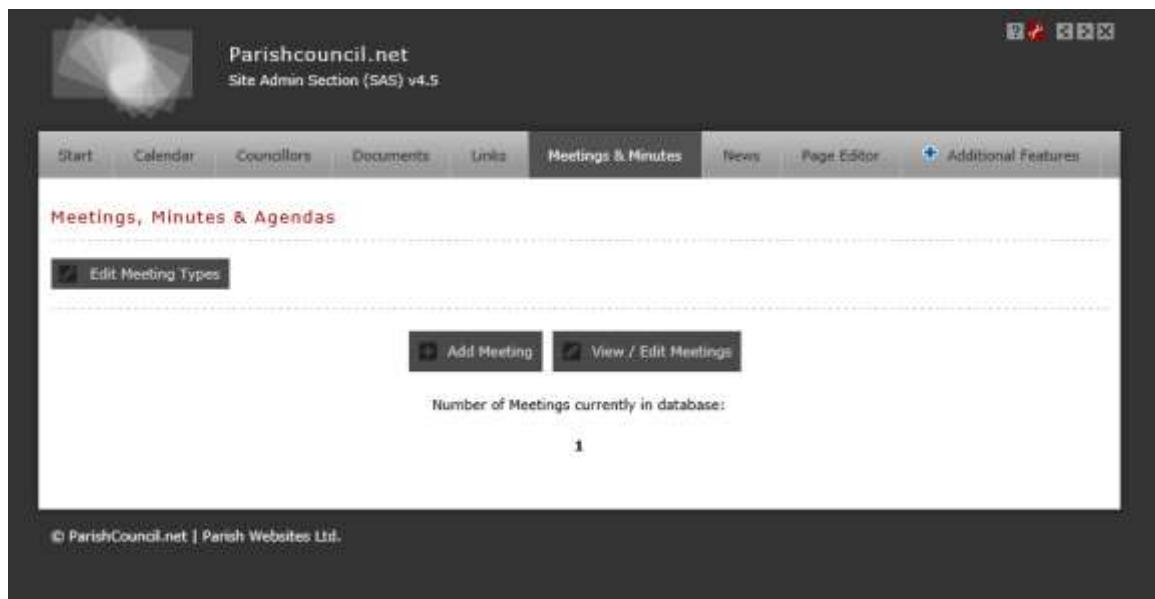 Parishcouncil.net
Site Admin Section (SAS) v4.5
Start Calendar Councillors Documents Links Meetings & Minutes News Page Editor Additional Features
Meetings, Minutes & Agendas
Edit Meeting Types
Add Meeting View / Edit Meetings
Number of Meetings currently in database:
1
© ParishCouncil.net | Parish Websites Ltd.